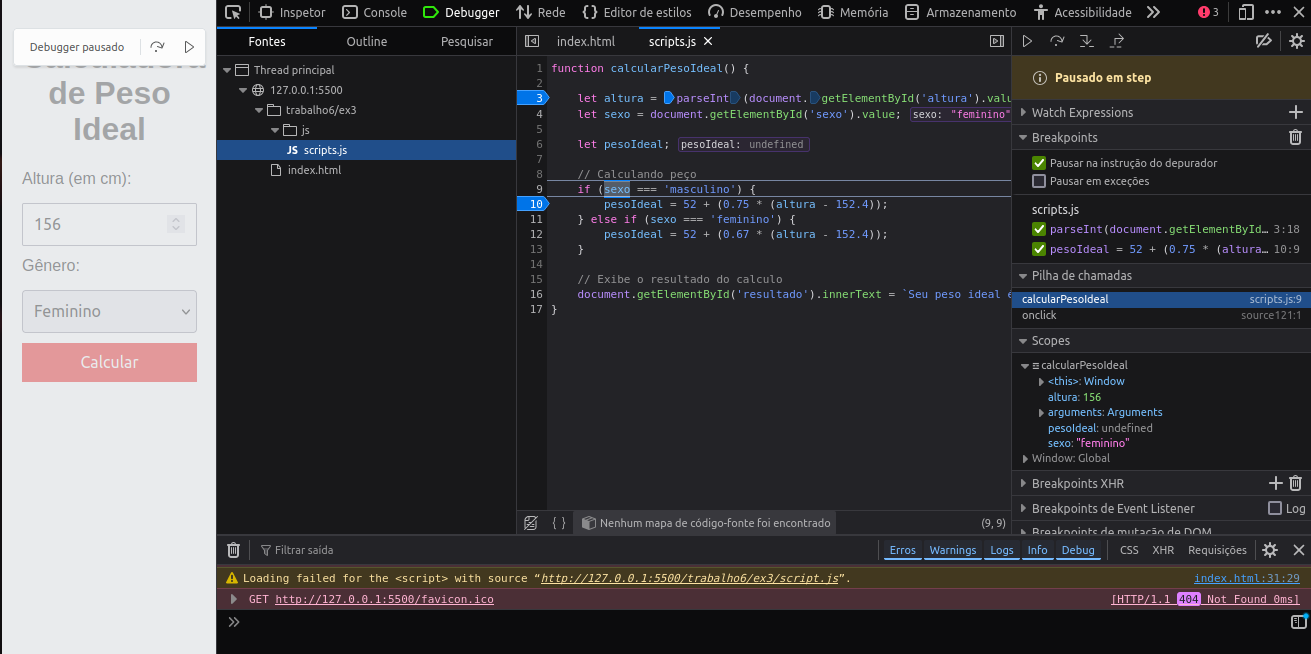 Debugger pausado
de Peso
Ideal
Altura (em cm):
156
Gênero:
Feminino
Calcular
Inspetor
Console
Debugger
Rede
Editor de estilos
Desempenho
Memória
Armazenamento
Acessibilidade
3
Fontes
Outline
Pesquisar
Thread principal
127.0.0.1:5500
trabalho6/ex3
js
JS scripts.js
index.html
index.html
scripts.js
1 function calcularPesoIdeal() {
2
3 let altura = parseInt (document. getElementById('altura').valu
4 let sexo = document.getElementById('sexo').value; sexo: "feminino"
5
6 let pesoIdeal; pesoIdeal: undefined
7
8 // Calculando peço
9 if (sexo === 'masculino') {
10 pesoIdeal = 52 + (0.75 * (altura - 152.4));
11 } else if (sexo === 'feminino') {
12 pesoIdeal = 52 + (0.67 * (altura - 152.4));
13 }
14
15 // Exibe o resultado do calculo
16 document.getElementById('resultado').innerText = `Seu peso ideal é
17 }
{ }
Nenhum mapa de código-fonte foi encontrado
(9, 9)
Pausado em step
Watch Expressions
Breakpoints
Pausar na instrução do depurador
Pausar em exceções
scripts.js
parseInt(document.getElementById… 3:18
pesoIdeal = 52 + (0.75 * (altura… 10:9
Pilha de chamadas
calcularPesoIdeal scripts.js:9
onclick source121:1
Scopes
calcularPesoIdeal
<this>: Window
altura: 156
arguments: Arguments
pesoIdeal: undefined
sexo: "feminino"
Window: Global
Breakpoints XHR
Breakpoints de Event Listener Log
Breakpoints de mutação de DOM
Filtrar saída
Erros
Warnings
Logs
Info
Debug
CSS
XHR
Requisições
Loading failed for the <script> with source “http://127.0.0.1:5500/trabalho6/ex3/script.js”. index.html:31:29
GET http://127.0.0.1:5500/favicon.ico [HTTP/1.1 404 Not Found 0ms]